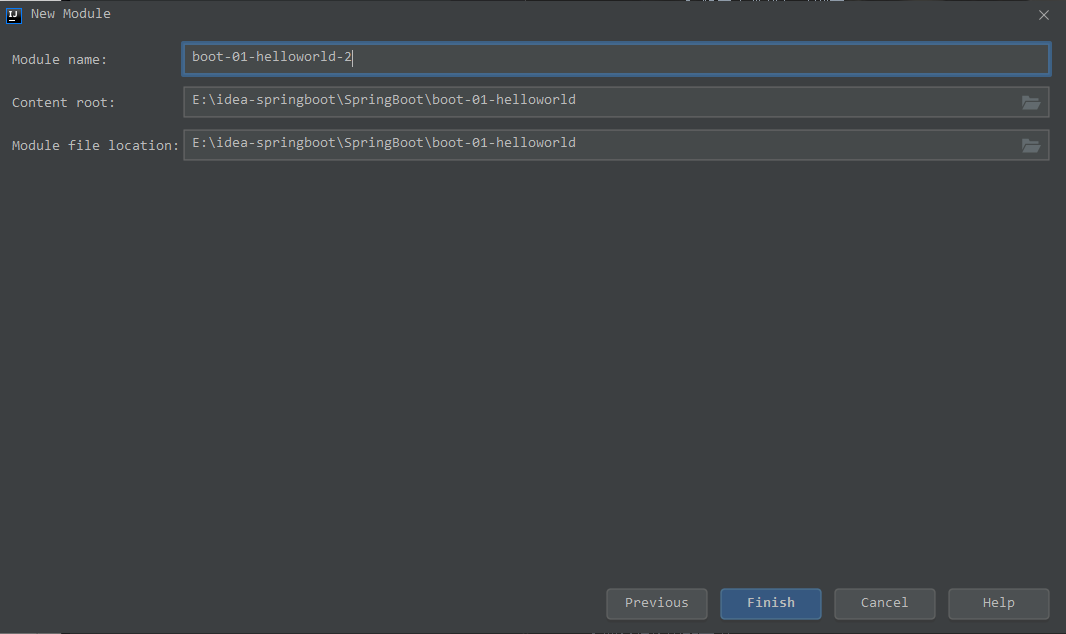 New Module
Module name: boot-01-helloworld-2
Content root: E:\idea-springboot\SpringBoot\boot-01-helloworld
Module file location: E:\idea-springboot\SpringBoot\boot-01-helloworld
Previous Finish Cancel Help